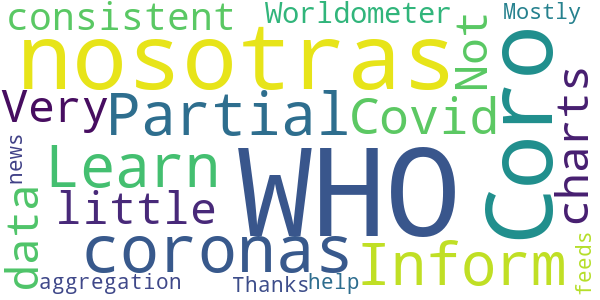 consistent
Worldometer
Mostly
nosotras
Not
Coro
Very
Partial
Covid
charts
news
Learn
WHO
data
little
coronas
Inform
feeds
aggregation
Thanks
help